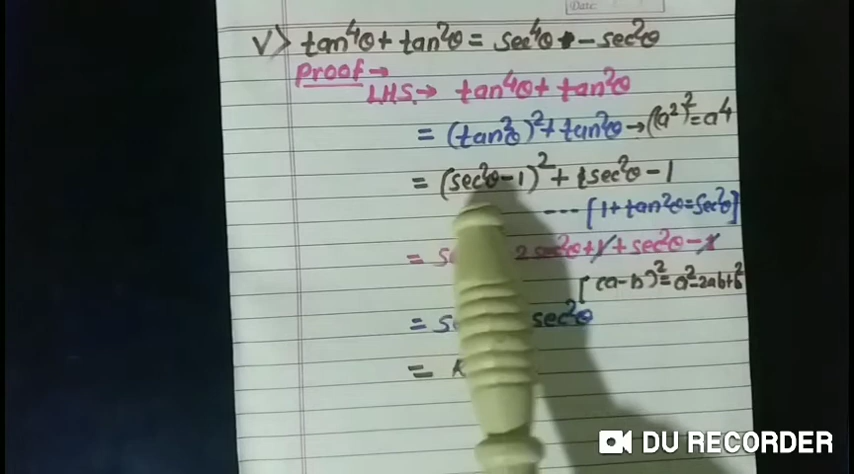 Date
V> tan⁴θ + tan²θ = sec⁴θ - sec²θ
Proof →
L.H.S. → tan⁴θ + tan²θ
= (tan²θ)² + tan²θ → (a²)² = a⁴
= (sec²θ - 1)² + sec²θ - 1
--- [1 + tan²θ = sec²θ]
= 2sec²θ + 1 + sec²θ - 1
[(a-b)² = a² - 2ab + b²
= sec²θ
=
DU RECORDER